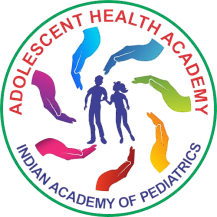 ADOLESCENT HEALTH ACADEMY
INDIAN ACADEMY OF PEDIATRICS